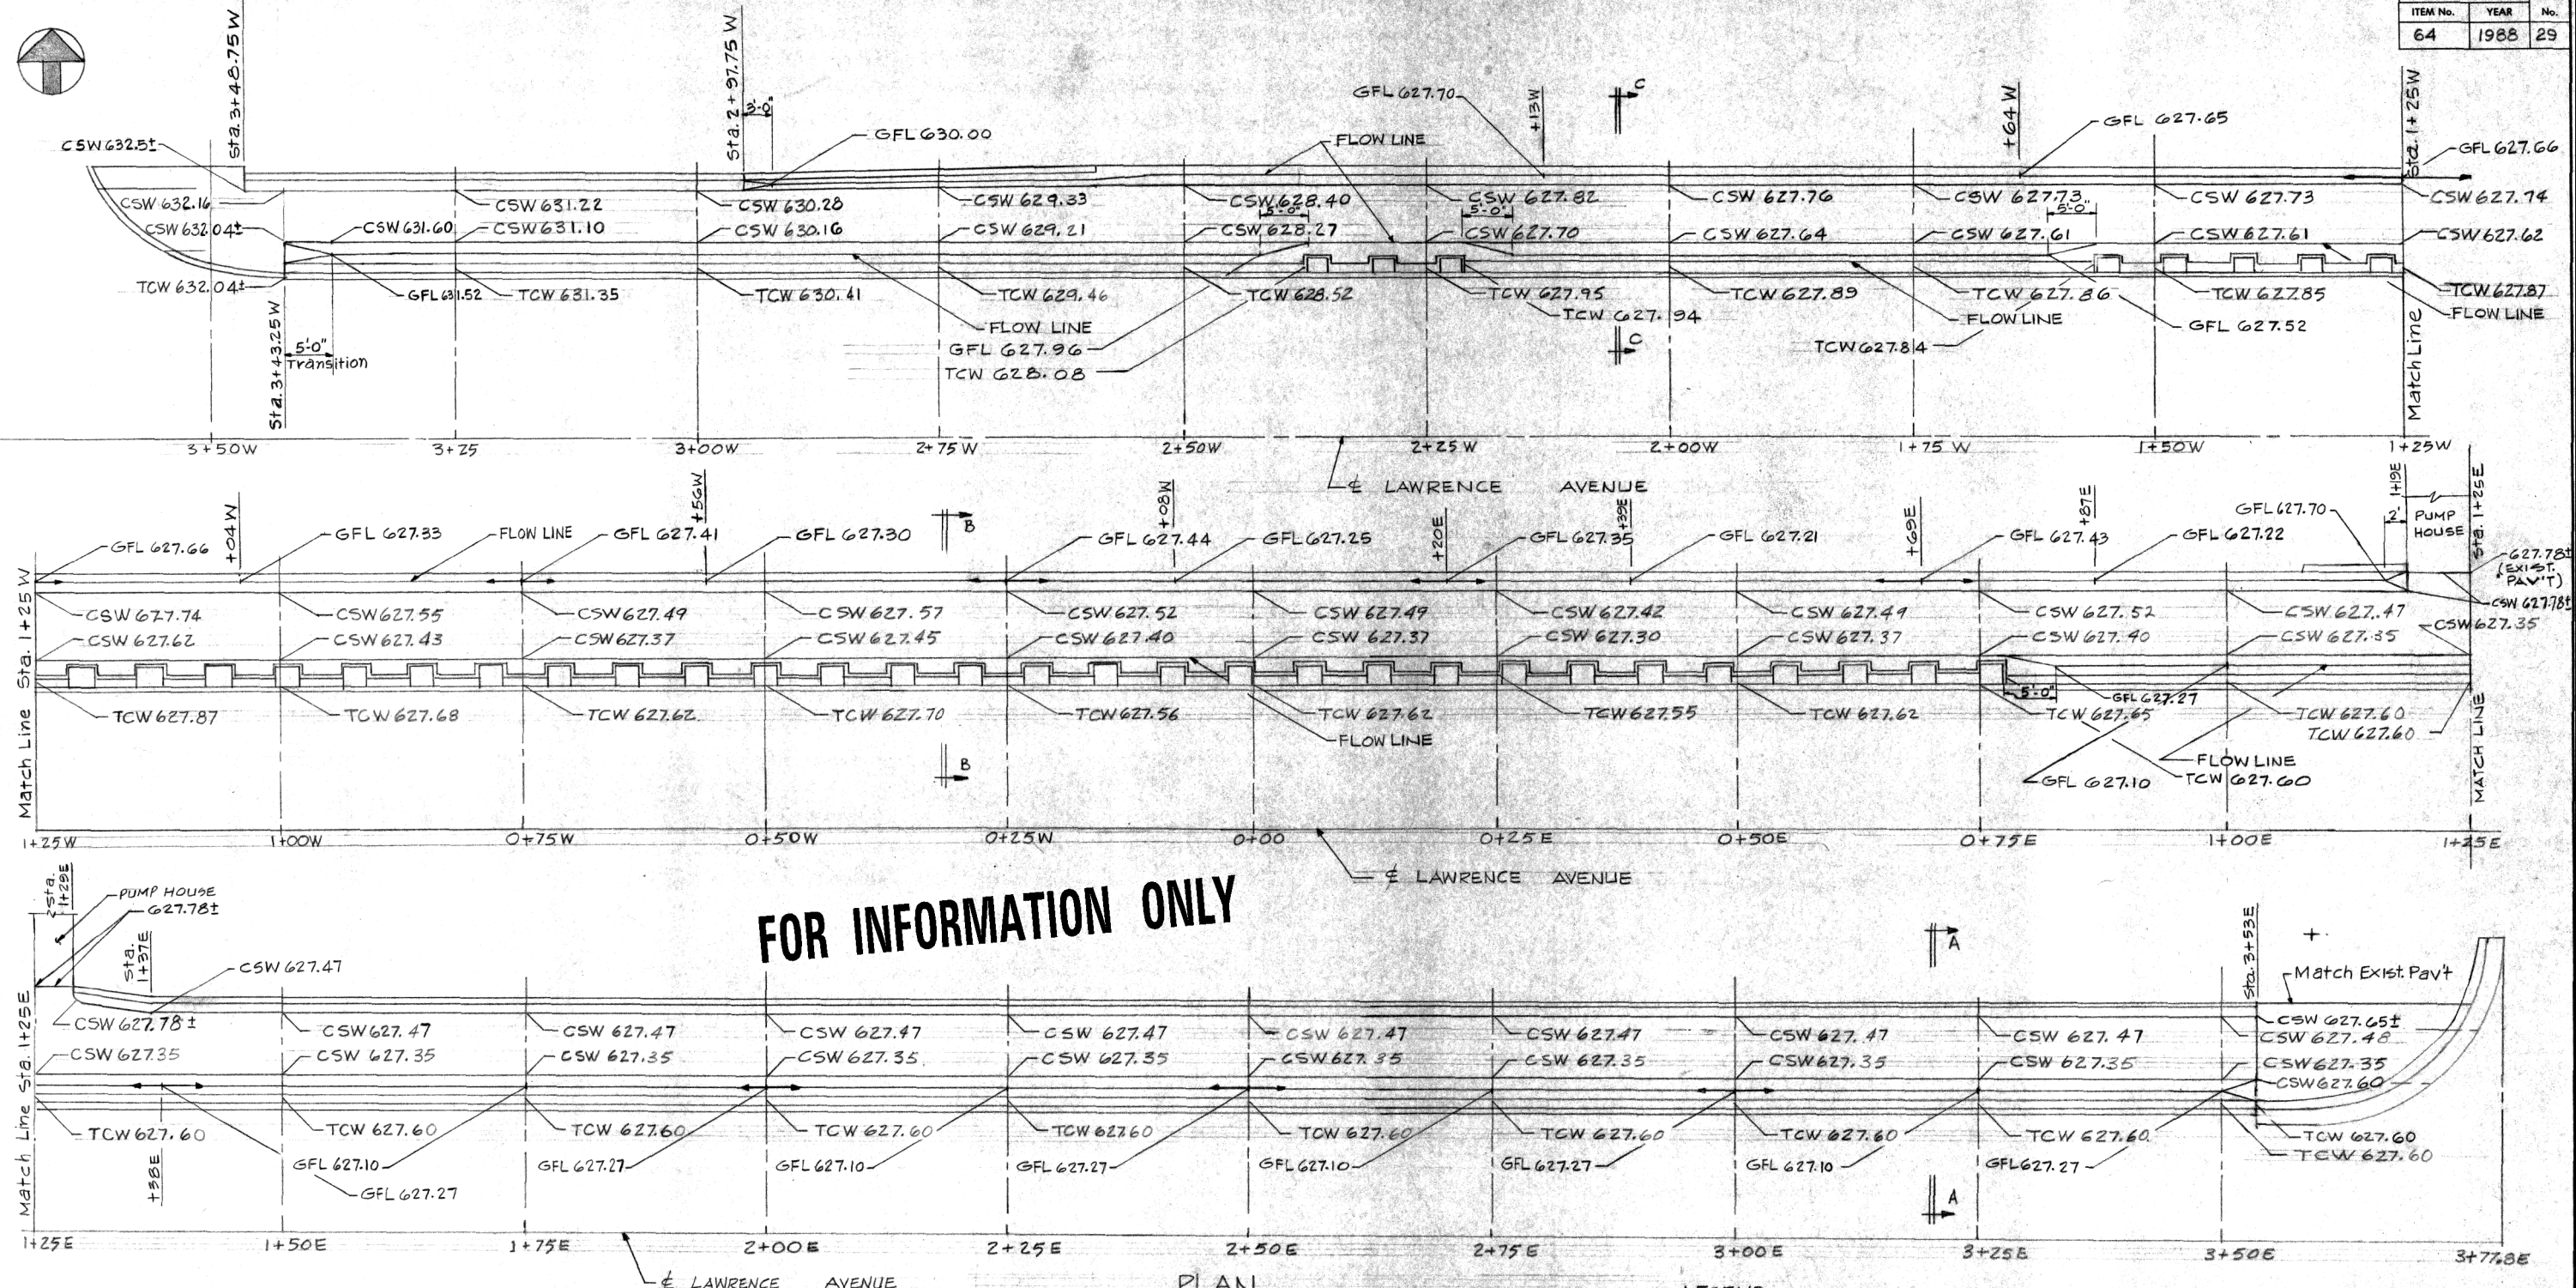 ITEM No. YEAR No.
64 1988 29
Sta. 3+48.75W
Sta. 2+97.75 W
3'-0"
GFL 630.00
GFL 627.70
+13W
C
+64 W
GFL 627.65
Sta. 1+25W
GFL 627.66
CSW 632.5±
FLOW LINE
CSW 632.16
CSW 631.22
CSW 630.28
CSW 629.33
CSW 628.40
CSW 627.82
CSW 627.76
CSW 627.73
CSW 627.73
CSW 627.74
5'-0"
5'-0"
5'-0"
CSW 632.04±
CSW 631.60
CSW 631.10
CSW 630.16
CSW 629.21
CSW 628.27
CSW 627.70
CSW 627.64
CSW 627.61
CSW 627.61
CSW 627.62
TCW 632.04±
GFL 631.52
TCW 631.35
TCW 630.41
TCW 629.46
TCW 628.52
TCW 627.95
TCW 627.89
TCW 627.86
TCW 627.85
TCW 627.87
TCW 627.94
FLOW LINE
FLOW LINE
GFL 627.52
FLOW LINE
GFL 627.96
TCW 628.08
C
TCW 627.84
Sta. 3+43.25W
5'-0"
Transition
Match Line
3+50W
3+25
3+00W
2+75W
2+50W
2+25W
2+00W
1+75 W
1+50W
1+25W
℄ LAWRENCE AVENUE
GFL 627.66
+04W
GFL 627.33
FLOW LINE
GFL 627.41
+56W
GFL 627.30
B
GFL 627.44
+08W
GFL 627.25
+20E
GFL 627.35
+39E
GFL 627.21
+69E
GFL 627.43
+87E
GFL 627.22
GFL 627.70
2'
1+19E
PUMP
HOUSE
Sta. 1+25E
627.78±
(EXIST.
PAV'T)
CSW 627.78±
CSW 627.74
CSW 627.55
CSW 627.49
CSW 627.57
CSW 627.52
CSW 627.49
CSW 627.42
CSW 627.49
CSW 627.52
CSW 627.47
CSW 627.35
CSW 627.62
CSW 627.43
CSW 627.37
CSW 627.45
CSW 627.40
CSW 627.37
CSW 627.30
CSW 627.37
CSW 627.40
CSW 627.35
5'-0"
GFL 627.27
TCW 627.87
TCW 627.68
TCW 627.62
TCW 627.70
TCW 627.56
TCW 627.62
TCW 627.55
TCW 627.62
TCW 627.65
TCW 627.60
TCW 627.60
FLOW LINE
FLOW LINE
GFL 627.10
TCW 627.60
B
Match Line Sta. 1+25W
MATCH LINE
1+25W
1+00W
0+75W
0+50W
0+25W
0+00
0+25E
0+50E
0+75E
1+00E
1+25E
℄ LAWRENCE AVENUE
Sta.
1+29E
PUMP HOUSE
627.78±
Sta.
1+37E
CSW 627.47
FOR INFORMATION ONLY
A
Sta. 3+53E
Match Exist. Pav't
CSW 627.78±
CSW 627.47
CSW 627.47
CSW 627.47
CSW 627.47
CSW 627.47
CSW 627.47
CSW 627.47
CSW 627.47
CSW 627.65±
CSW 627.48
CSW 627.35
CSW 627.35
CSW 627.35
CSW 627.35
CSW 627.35
CSW 627.35
CSW 627.35
CSW 627.35
CSW 627.35
CSW 627.35
CSW 627.60
TCW 627.60
TCW 627.60
TCW 627.60
TCW 627.60
TCW 627.60
TCW 627.60
TCW 627.60
TCW 627.60
TCW 627.60
TCW 627.60
TCW 627.60
+38E
GFL 627.10
GFL 627.27
GFL 627.10
GFL 627.27
GFL 627.10
GFL 627.27
GFL 627.10
GFL 627.27
GFL 627.27
A
Match Line Sta. 1+25E
1+25E
1+50E
1+75E
2+00E
2+25E
2+50E
2+75E
3+00E
3+25E
3+50E
3+77.8E
℄ LAWRENCE AVENUE
PLAN